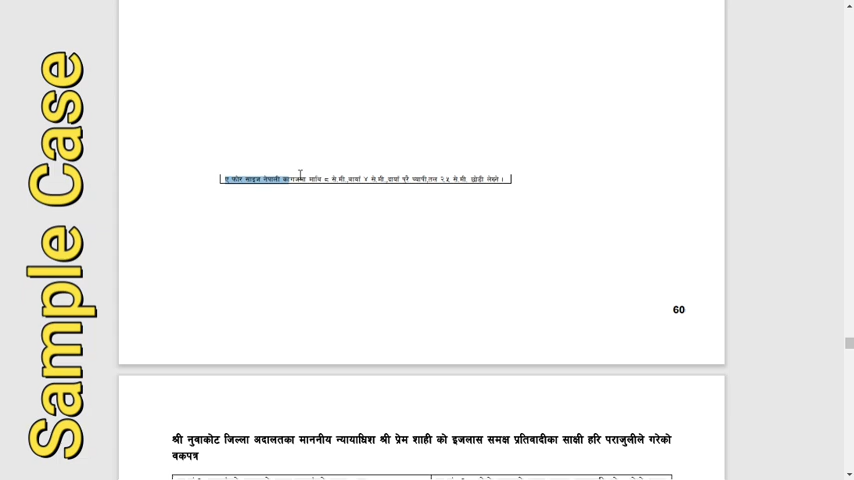 Sample Case
ए फोर साइज नेपाली कागजमा माथि ८ से.मी.,बायां ४ से.मी.,दायां पुरै च्यापी,तल २.५ से.मी. छोडी लेख्ने ।
60
श्री नुवाकोट जिल्ला अदालतका माननीय न्यायाधिश श्री प्रेम शाही को इजलास समक्ष प्रतिवादीका साक्षी हरि पराजुलीले गरेको
वकपत्र